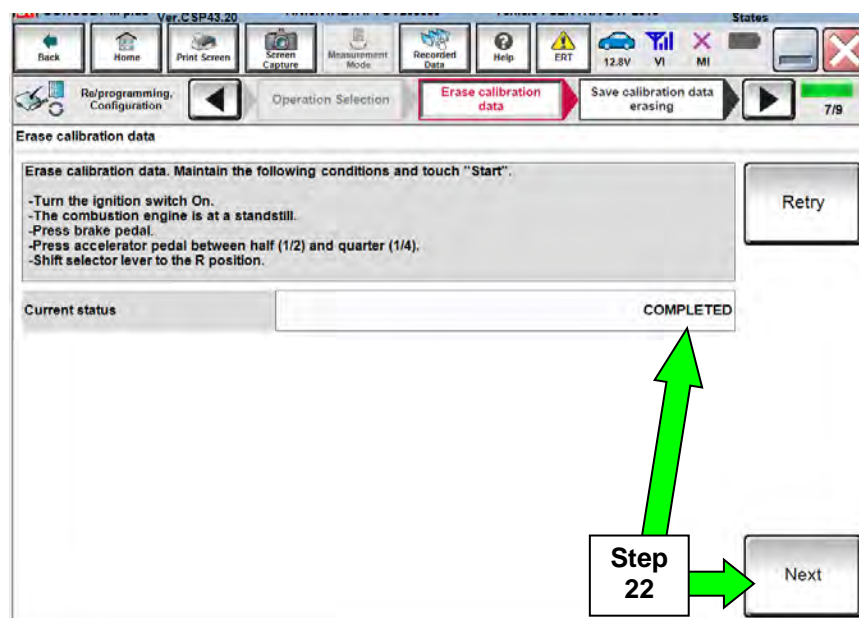 Ver.CSP43.20
States
Back
Home
Print Screen
Screen Capture
Measurement Mode
Recorded Data
Help
ERT
12.8V
VI
MI
Re/programming, Configuration
Operation Selection
Erase calibration data
Save calibration data erasing
7/9
Erase calibration data
Erase calibration data. Maintain the following conditions and touch "Start".
-Turn the ignition switch On.
-The combustion engine is at a standstill.
-Press brake pedal.
-Press accelerator pedal between half (1/2) and quarter (1/4).
-Shift selector lever to the R position.
Retry
Current status
COMPLETED
Step
22
Next